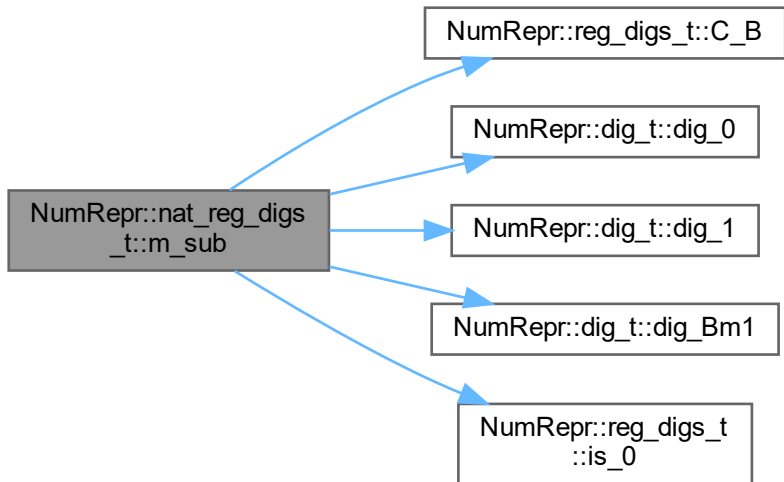 NumRepr::nat_reg_digs
_t::m_sub
NumRepr::reg_digs_t::C_B
NumRepr::dig_t::dig_0
NumRepr::dig_t::dig_1
NumRepr::dig_t::dig_Bm1
NumRepr::reg_digs_t
::is_0